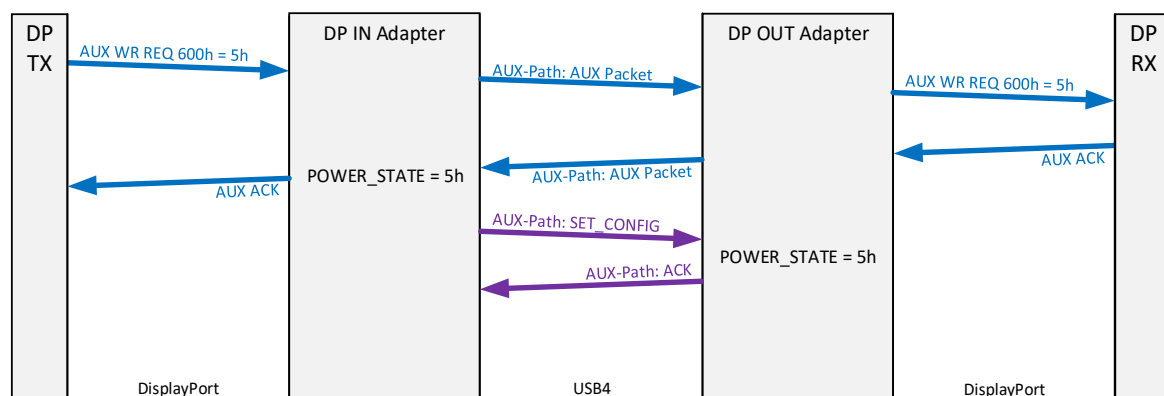 DP
TX
DP IN Adapter
DP OUT Adapter
DP
RX
AUX WR REQ 600h = 5h
AUX-Path: AUX Packet
AUX WR REQ 600h = 5h
AUX ACK
AUX-Path: AUX Packet
AUX ACK
POWER_STATE = 5h
AUX-Path: SET_CONFIG
POWER_STATE = 5h
AUX-Path: ACK
DisplayPort
USB4
DisplayPort